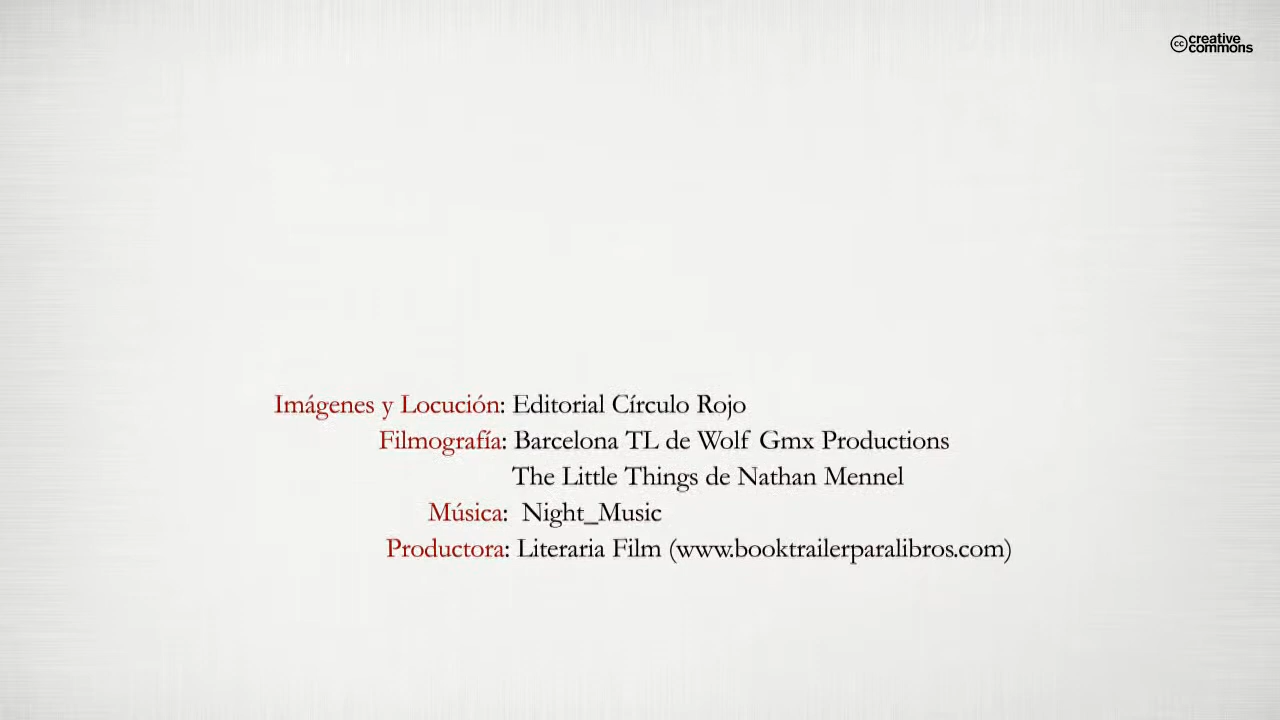 cc creative
commons
Imágenes y Locución: Editorial Círculo Rojo
Filmografía: Barcelona TL de Wolf Gmx Productions
The Little Things de Nathan Mennel
Música: Night_Music
Productora: Literaria Film (www.booktrailerparalibros.com)